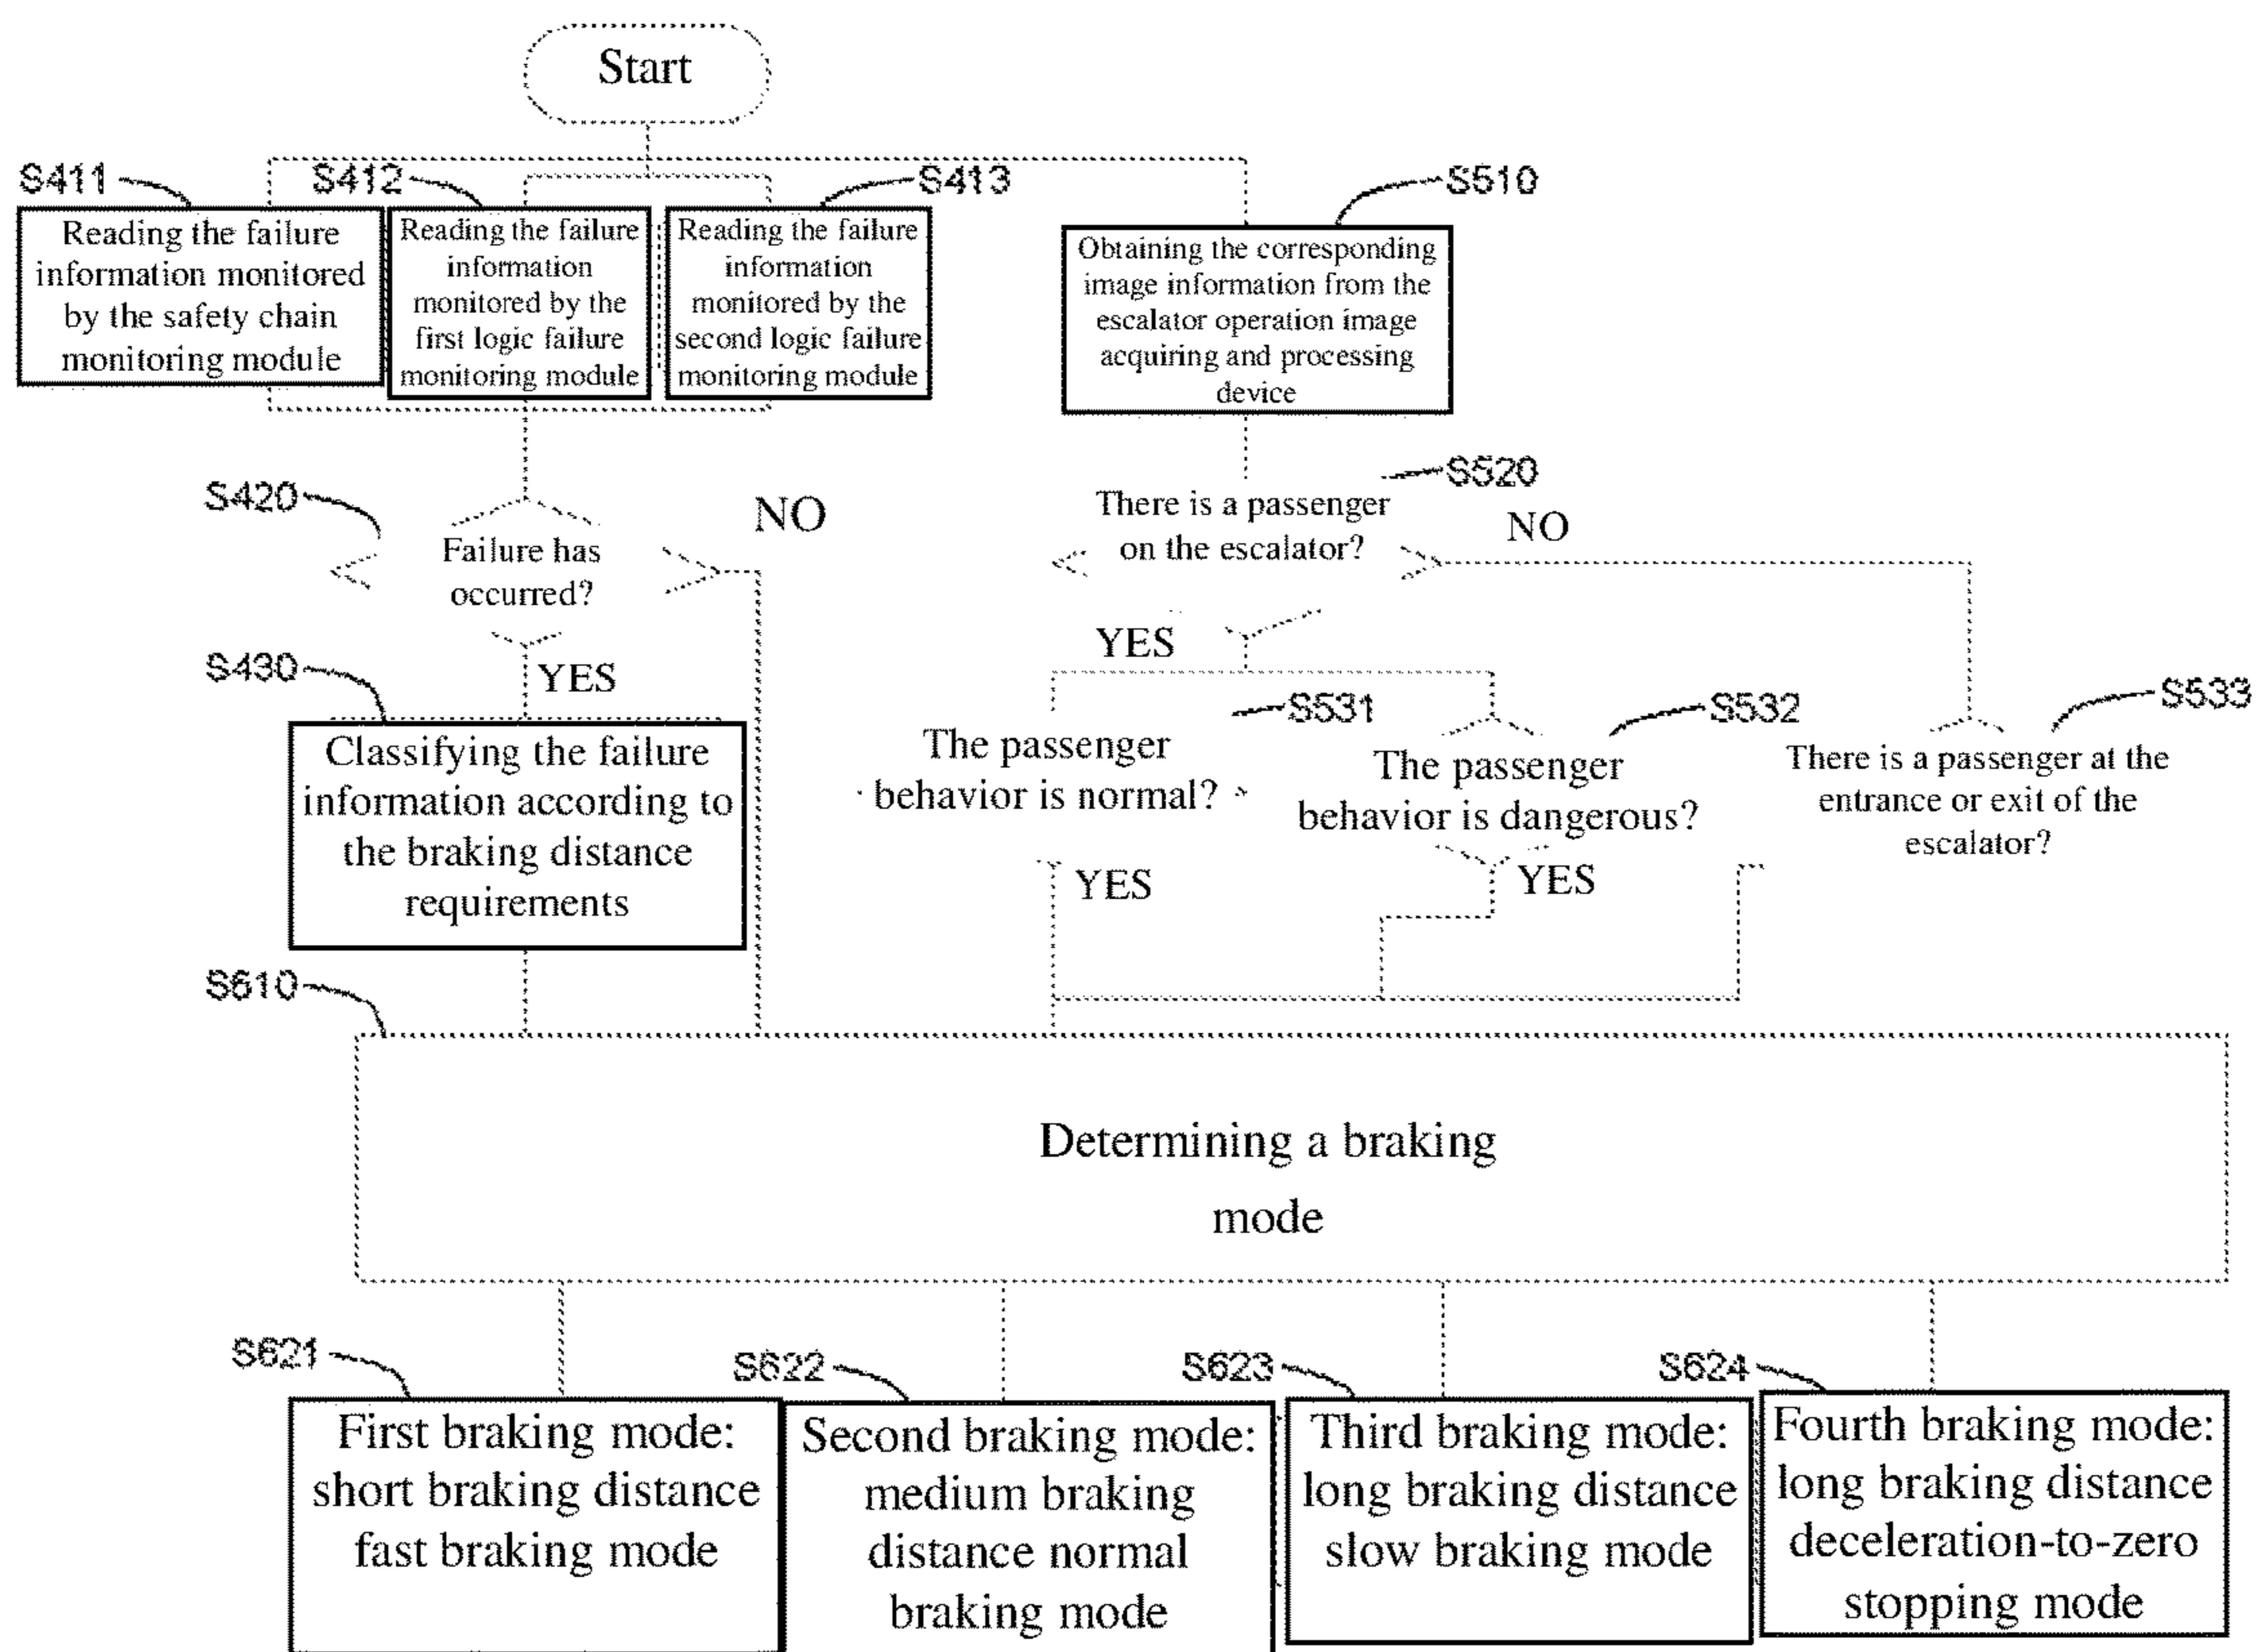 Start
S411
S412
S413
S510
Reading the failure
information monitored
by the safety chain
monitoring module
Reading the failure
information
monitored by the
first logic failure
monitoring module
Reading the failure
information
monitored by the
second logic failure
monitoring module
Obtaining the corresponding
image information from the
escalator operation image
acquiring and processing
device
S420
Failure has
occurred?
NO
S520
There is a passenger
on the escalator?
NO
YES
S430
YES
Classifying the failure
information according to
the braking distance
requirements
S531
The passenger
behavior is normal?
YES
S532
The passenger
behavior is dangerous?
YES
S533
There is a passenger at the
entrance or exit of the
escalator?
S610
Determining a braking
mode
S621
First braking mode:
short braking distance
fast braking mode
S622
Second braking mode:
medium braking
distance normal
braking mode
S623
Third braking mode:
long braking distance
slow braking mode
S624
Fourth braking mode:
long braking distance
deceleration-to-zero
stopping mode